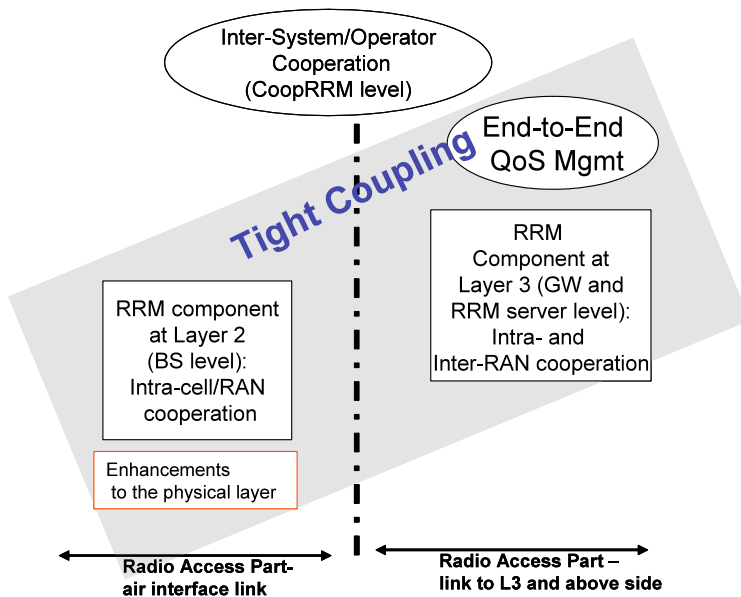 Inter-System/Operator
Cooperation
(CoopRRM level)
End-to-End
QoS Mgmt
Tight Coupling
RRM
Component at
Layer 3 (GW and
RRM server level):
Intra- and
Inter-RAN cooperation
RRM component
at Layer 2
(BS level):
Intra-cell/RAN
cooperation
Enhancements
to the physical layer
Radio Access Part-
air interface link
Radio Access Part –
link to L3 and above side